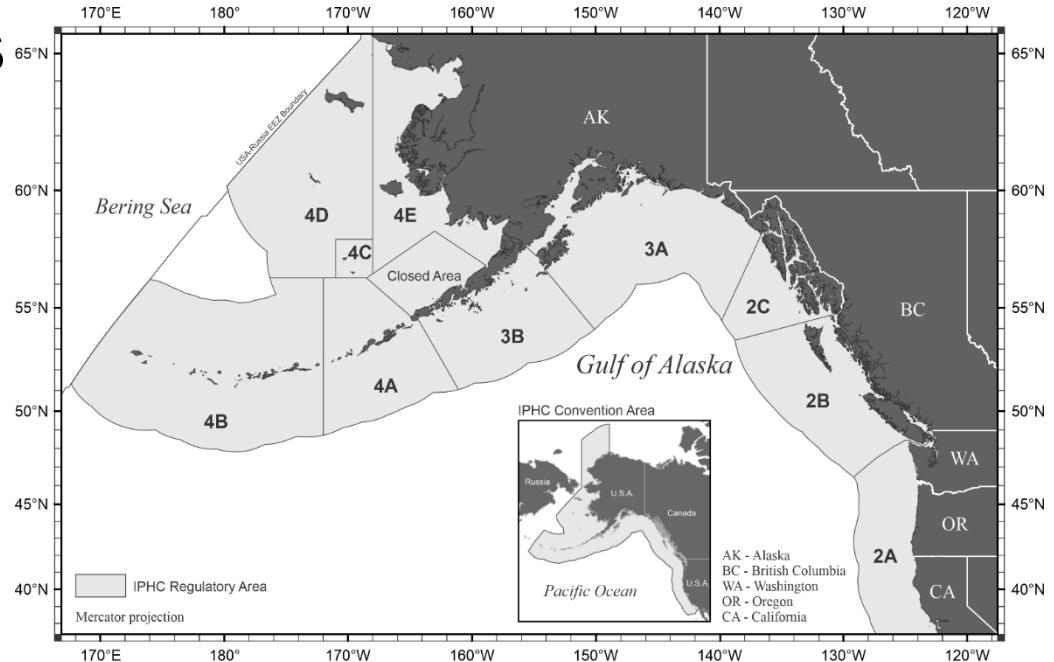 S
170°E 180° 170°W 160°W 150°W 140°W 130°W 120°W
65°N 65°N
USA-Russia EEZ Boundary
AK
60°N 60°N
Bering Sea
4D 4E
4C 3A
Closed Area
55°N 2C BC 55°N
3B
Gulf of Alaska
4A 2B
50°N 4B 50°N
IPHC Convention Area
WA
Russia
U.S.A.
Canada
45°N 45°N
OR
2A
U.S.A.
Pacific Ocean
IPHC Regulatory Area
40°N 40°N
CA
Mercator projection
AK - Alaska
BC - British Columbia
WA - Washington
OR - Oregon
CA - California
170°E 180° 170°W 160°W 150°W 140°W 130°W 120°W